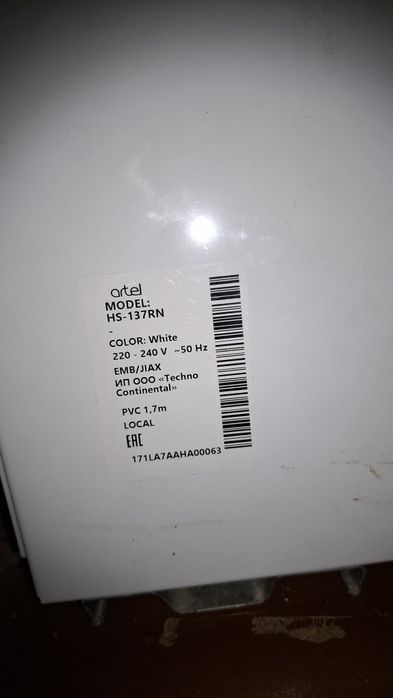 artel
MODEL:
HS-137RN
-
COLOR: White
220 - 240 V ~50 Hz
EMB/JIAX
ИП ООО «Techno
Continental»
PVC 1,7m
LOCAL
EAC
171LA7AAHA00063